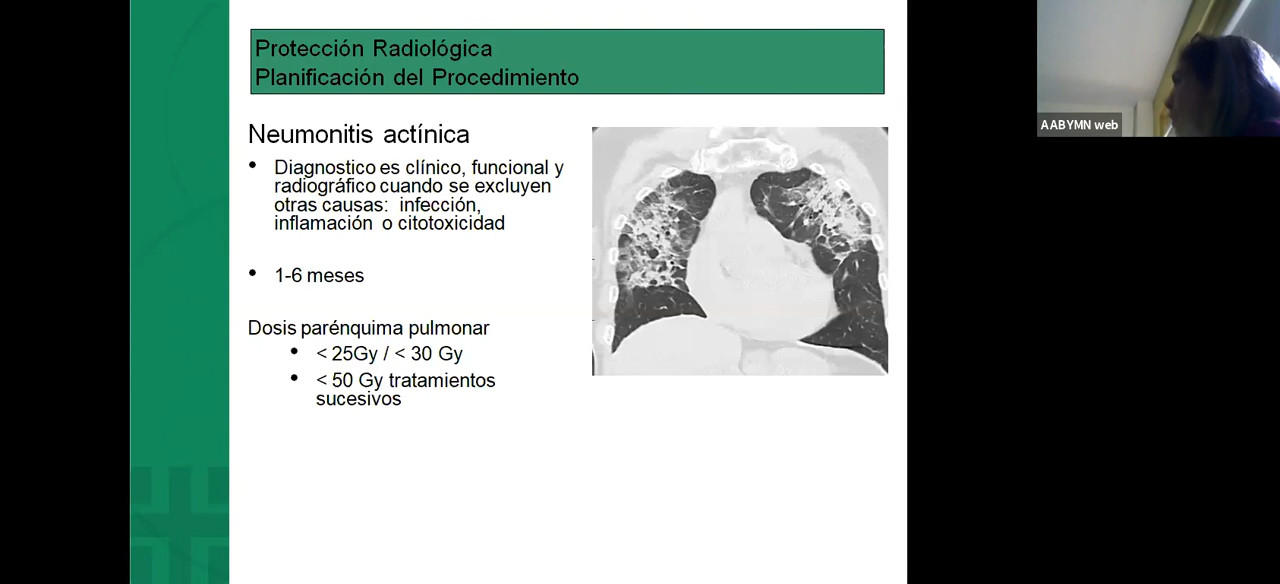 Protección Radiológica
Planificación del Procedimiento
Neumonitis actínica
• Diagnostico es clínico, funcional y
radiográfico cuando se excluyen
otras causas: infección,
inflamación o citotoxicidad
• 1-6 meses
Dosis parénquima pulmonar
• < 25Gy / < 30 Gy
• < 50 Gy tratamientos
sucesivos
AABYMN web